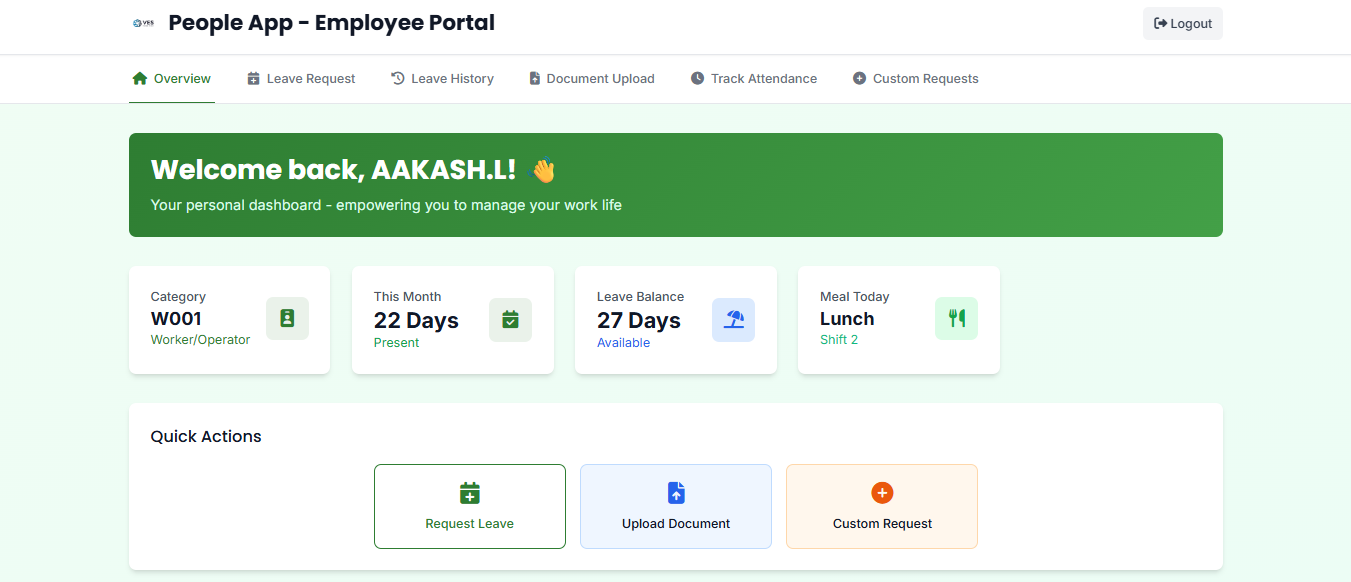 VRS People App - Employee Portal Logout
Overview Leave Request Leave History Document Upload Track Attendance Custom Requests
Welcome back, AAKASH.L! 👋
Your personal dashboard - empowering you to manage your work life
Category
W001
Worker/Operator
This Month
22 Days
Present
Leave Balance
27 Days
Available
Meal Today
Lunch
Shift 2
Quick Actions
Request Leave
Upload Document
Custom Request